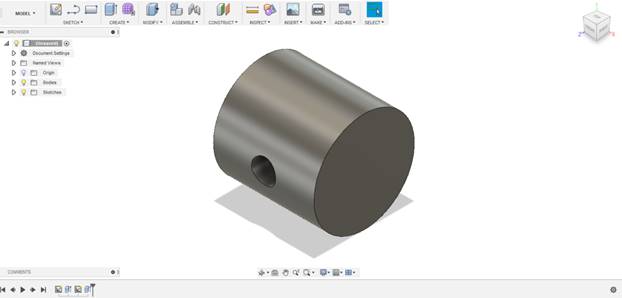 MODEL ▾
SKETCH ▾
CREATE ▾
MODIFY ▾
ASSEMBLE ▾
CONSTRUCT ▾
INSPECT ▾
INSERT ▾
MAKE ▾
ADD-INS ▾
SELECT ▾
BROWSER
(Unsaved)
Document Settings
Named Views
Origin
Bodies
Sketches
Z
X
COMMENTS